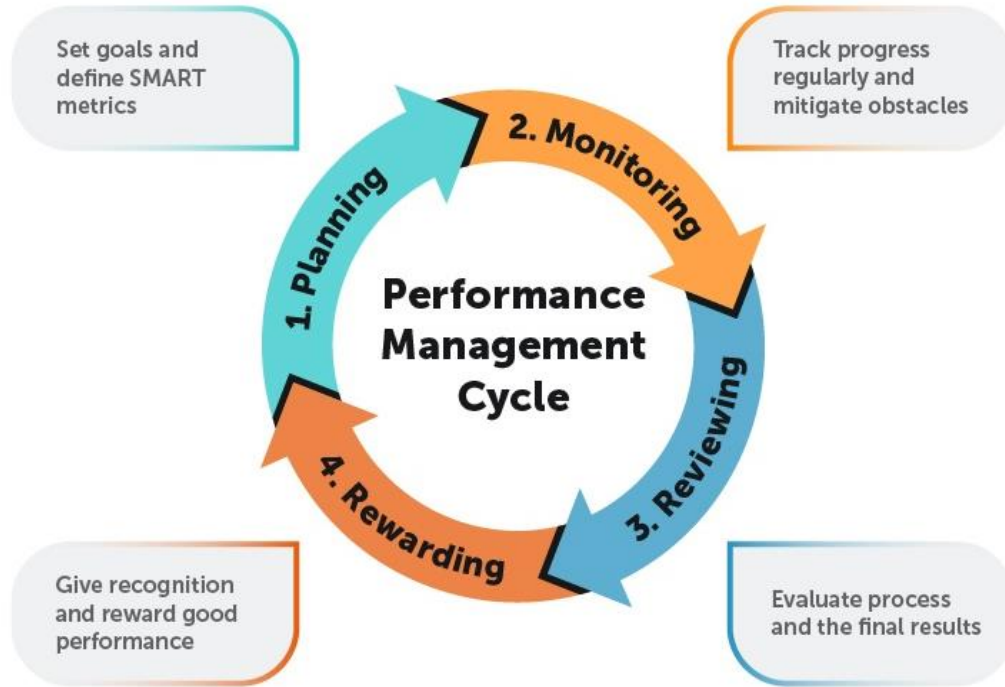 Set goals and
define SMART
metrics
Track progress
regularly and
mitigate obstacles
1. Planning
2. Monitoring
Performance
Management
Cycle
3. Reviewing
4. Rewarding
Give recognition
and reward good
performance
Evaluate process
and the final results